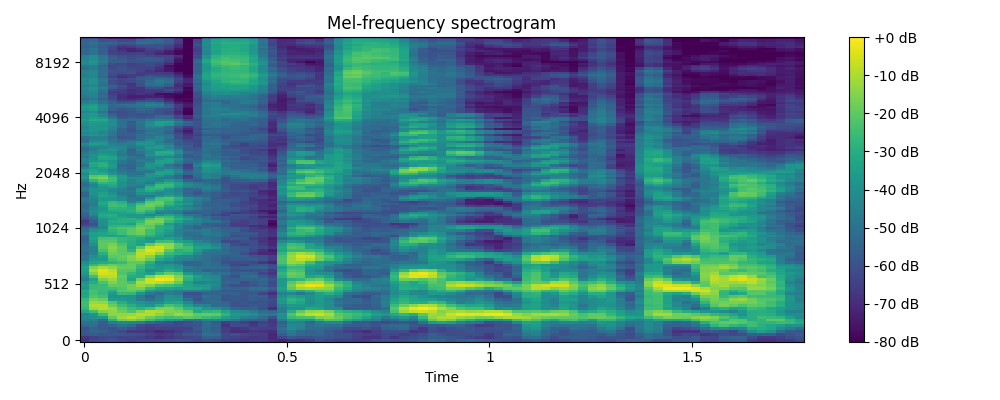 Mel-frequency spectrogram
Hz
8192
4096
2048
1024
512
0
0
0.5
1
1.5
Time
+0 dB
-10 dB
-20 dB
-30 dB
-40 dB
-50 dB
-60 dB
-70 dB
-80 dB